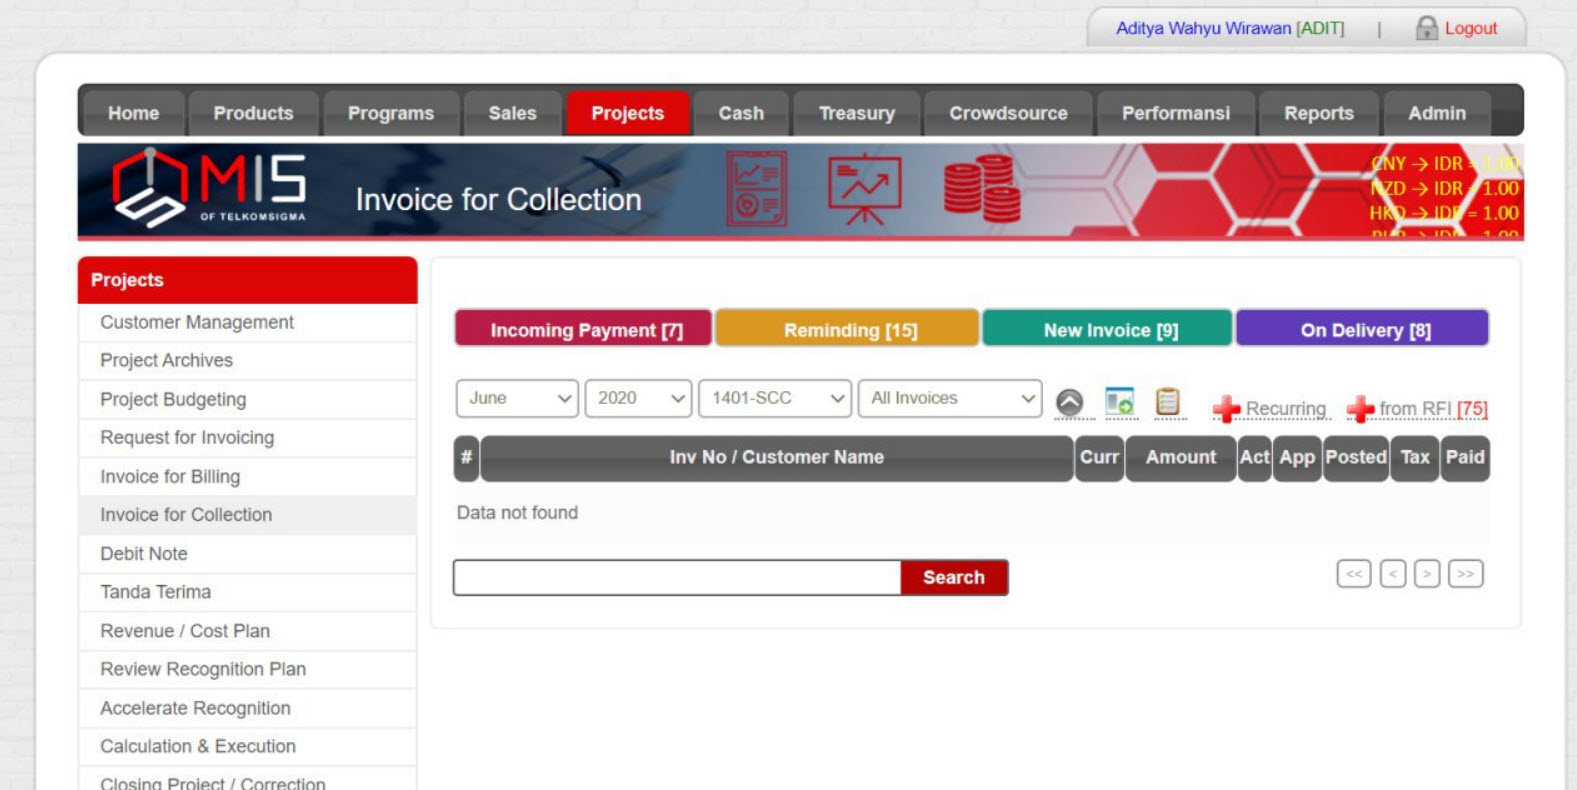 Aditya Wahyu Wirawan [ADIT] | Logout
Home Products Programs Sales Projects Cash Treasury Crowdsource Performansi Reports Admin
MIS
OF TELKOMSIGMA
Invoice for Collection
CNY → IDR = 1.00
NZD → IDR / 1.00
HKD → IDR = 1.00
Projects
Customer Management
Project Archives
Project Budgeting
Request for Invoicing
Invoice for Billing
Invoice for Collection
Debit Note
Tanda Terima
Revenue / Cost Plan
Review Recognition Plan
Accelerate Recognition
Calculation & Execution
Closing Project / Correction
Incoming Payment [7] Reminding [15] New Invoice [9] On Delivery [8]
June 2020 1401-SCC All Invoices Recurring from RFI [75]
# Inv No / Customer Name Curr Amount Act App Posted Tax Paid
Data not found
Search << < > >>